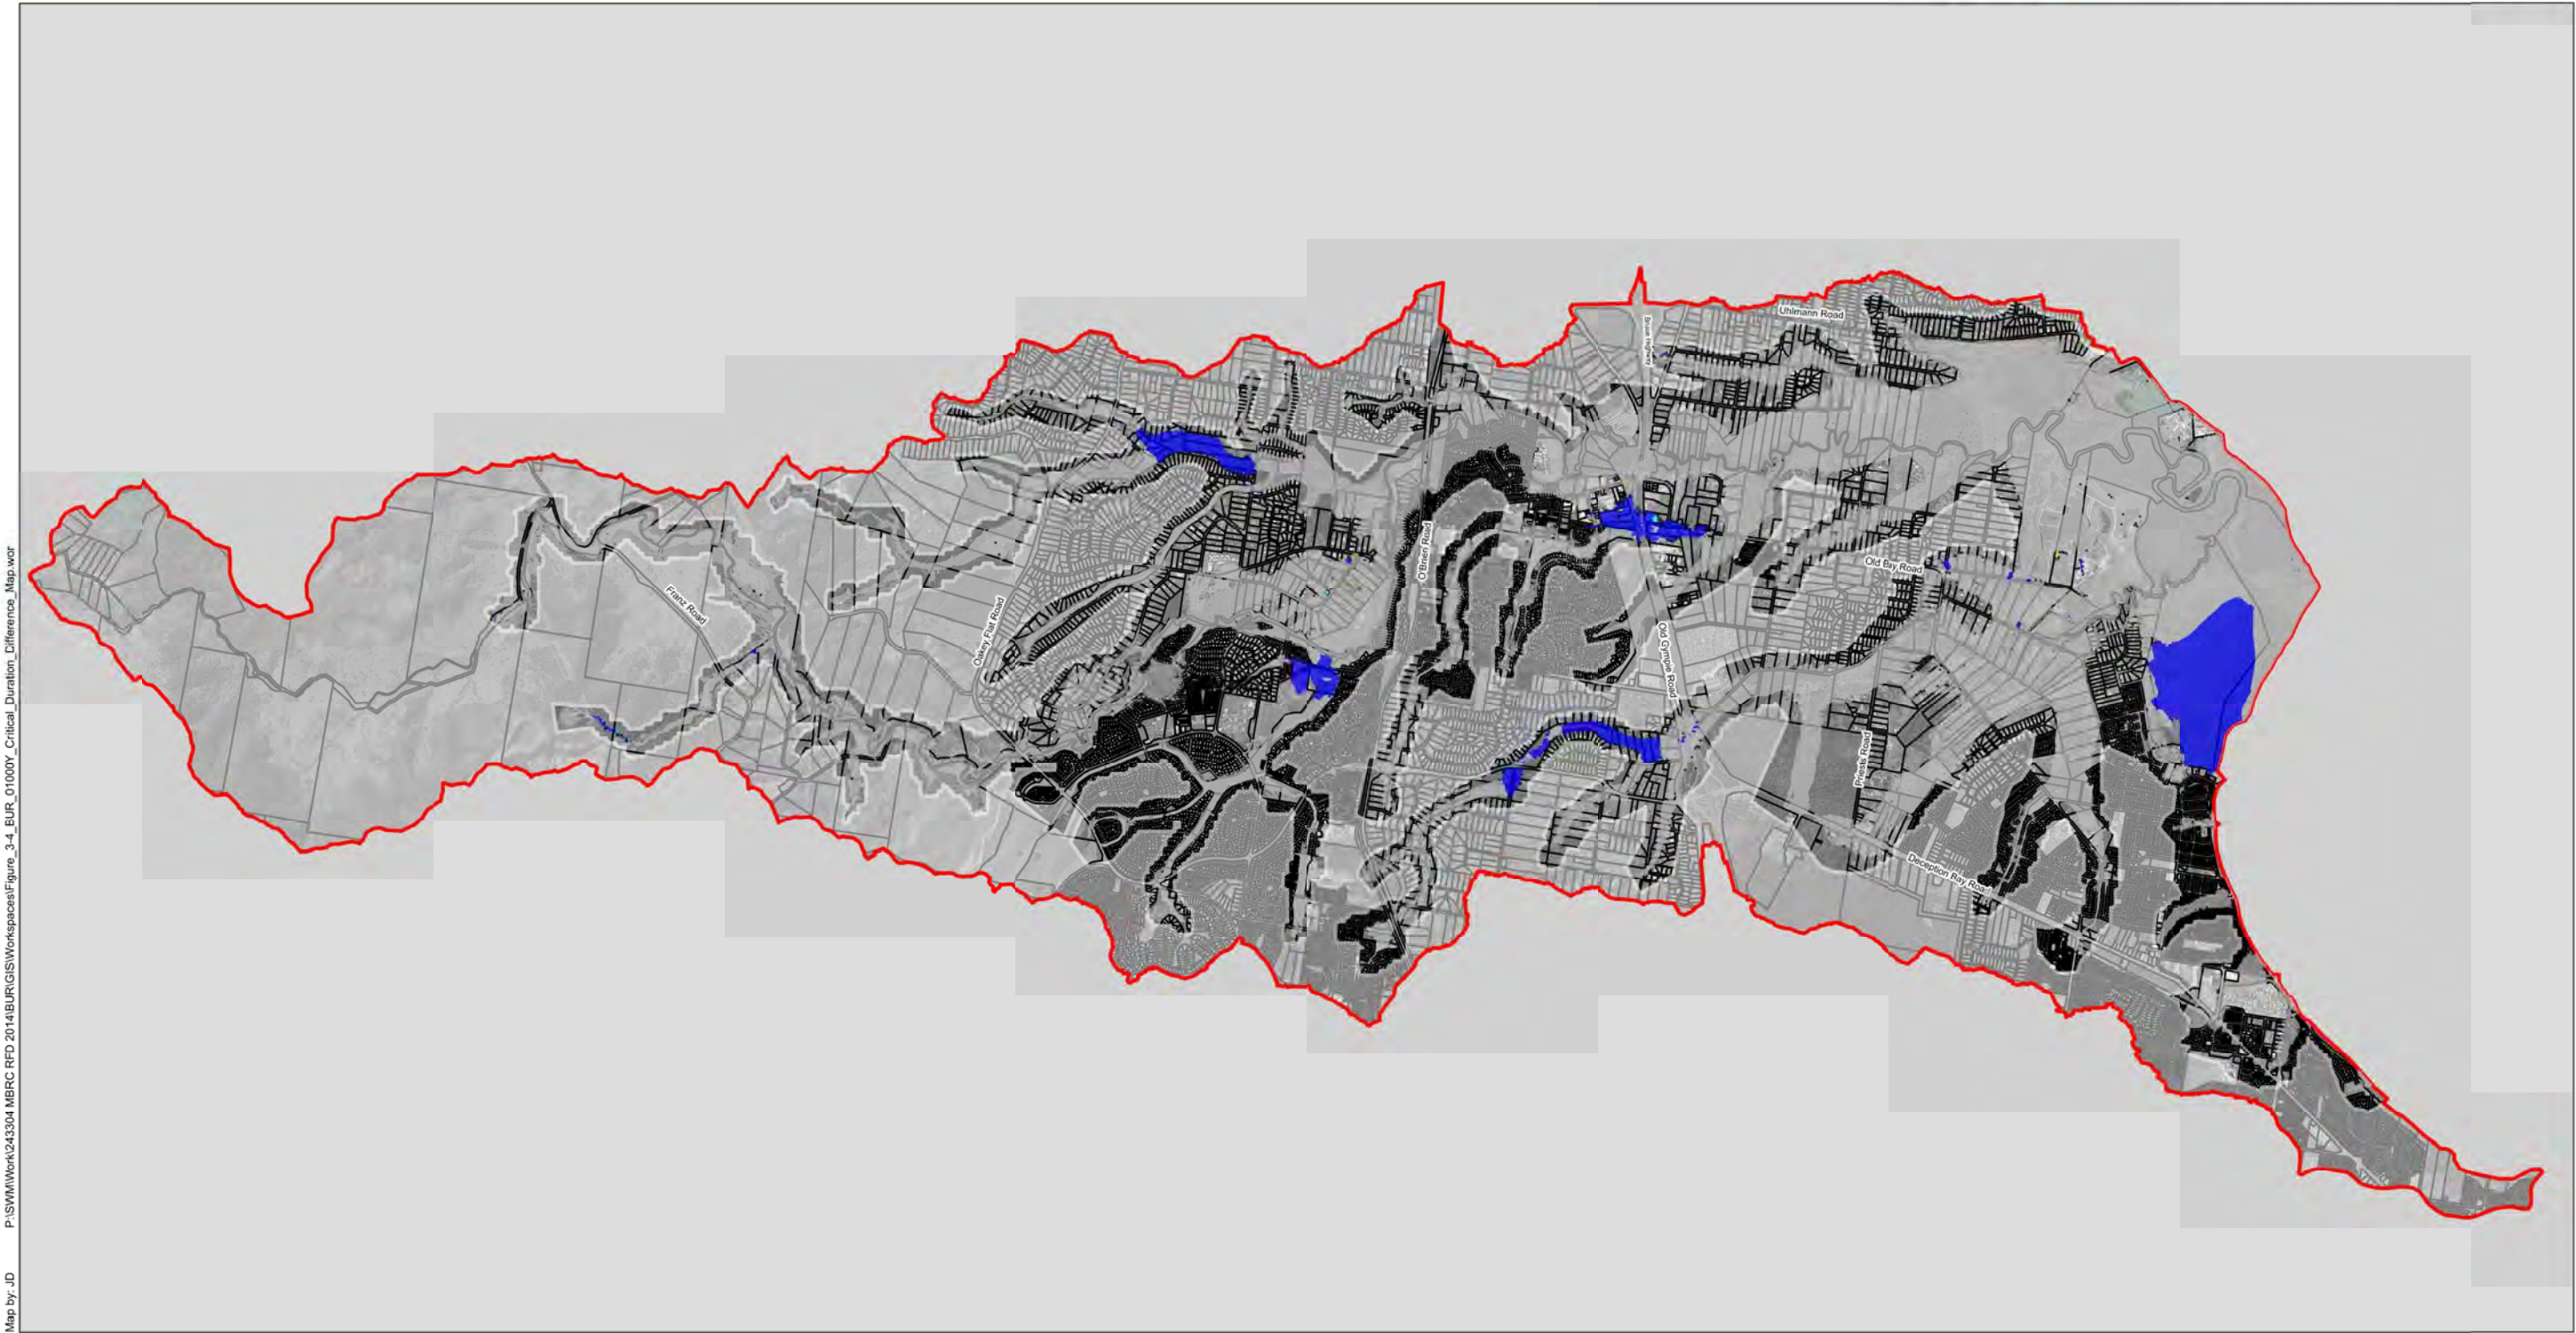 Uhlmann Road
Bruce Highway
O'Brien Road
Old Bay Road
Franz Road
Oakey Flat Road
Old Gympie Road
Priests Road
Deception Bay Road
Map by: JD P:\SWM\Work\243304 MBRC RFD 2014\BUR\GIS\Workspaces\Figure_3-4_BUR_01000Y_Critical_Duration_Difference_Map.wor